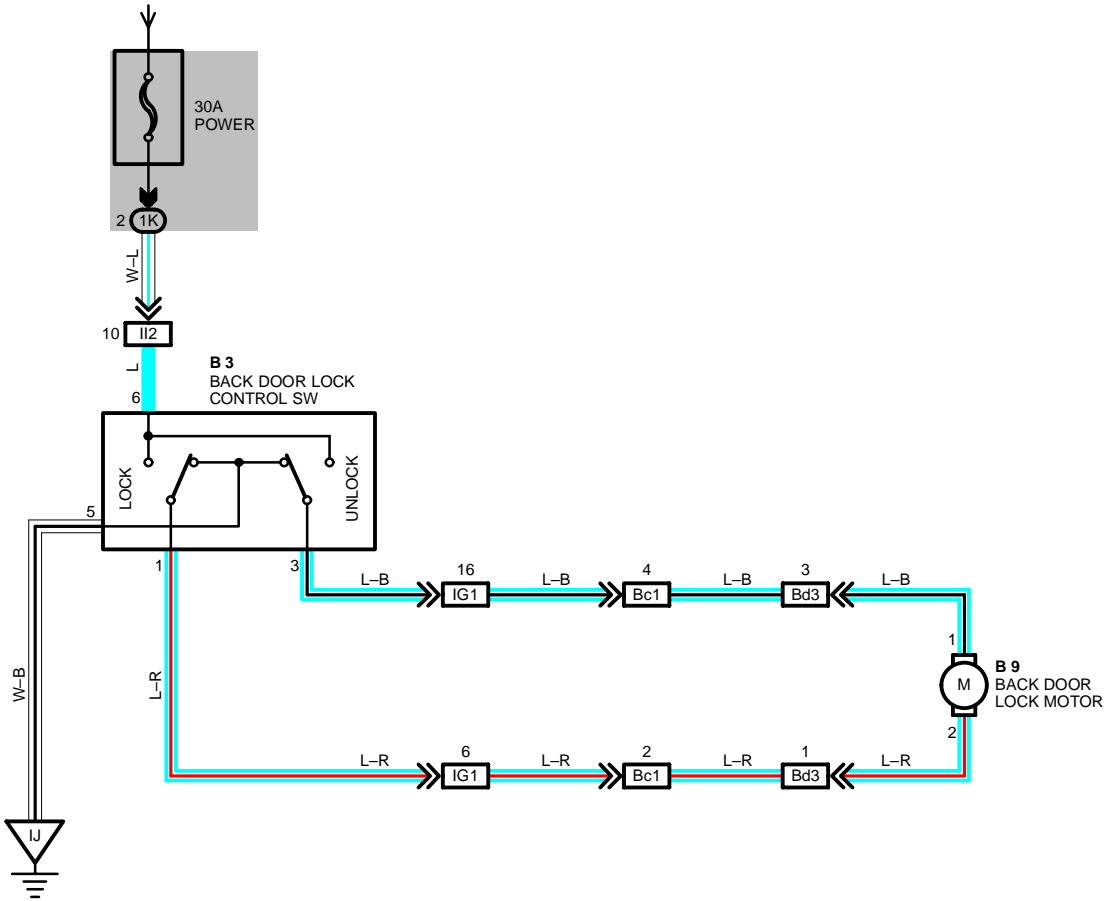 30A
POWER
2 1K
W–L
10 II2
L
B 3
BACK DOOR LOCK
CONTROL SW
6
LOCK
UNLOCK
5
1
3
L–B
16
IG1
L–B
4
Bc1
L–B
3
Bd3
L–B
1
M
B 9
BACK DOOR
LOCK MOTOR
2
W–B
L–R
L–R
6
IG1
L–R
2
Bc1
L–R
1
Bd3
L–R
IJ